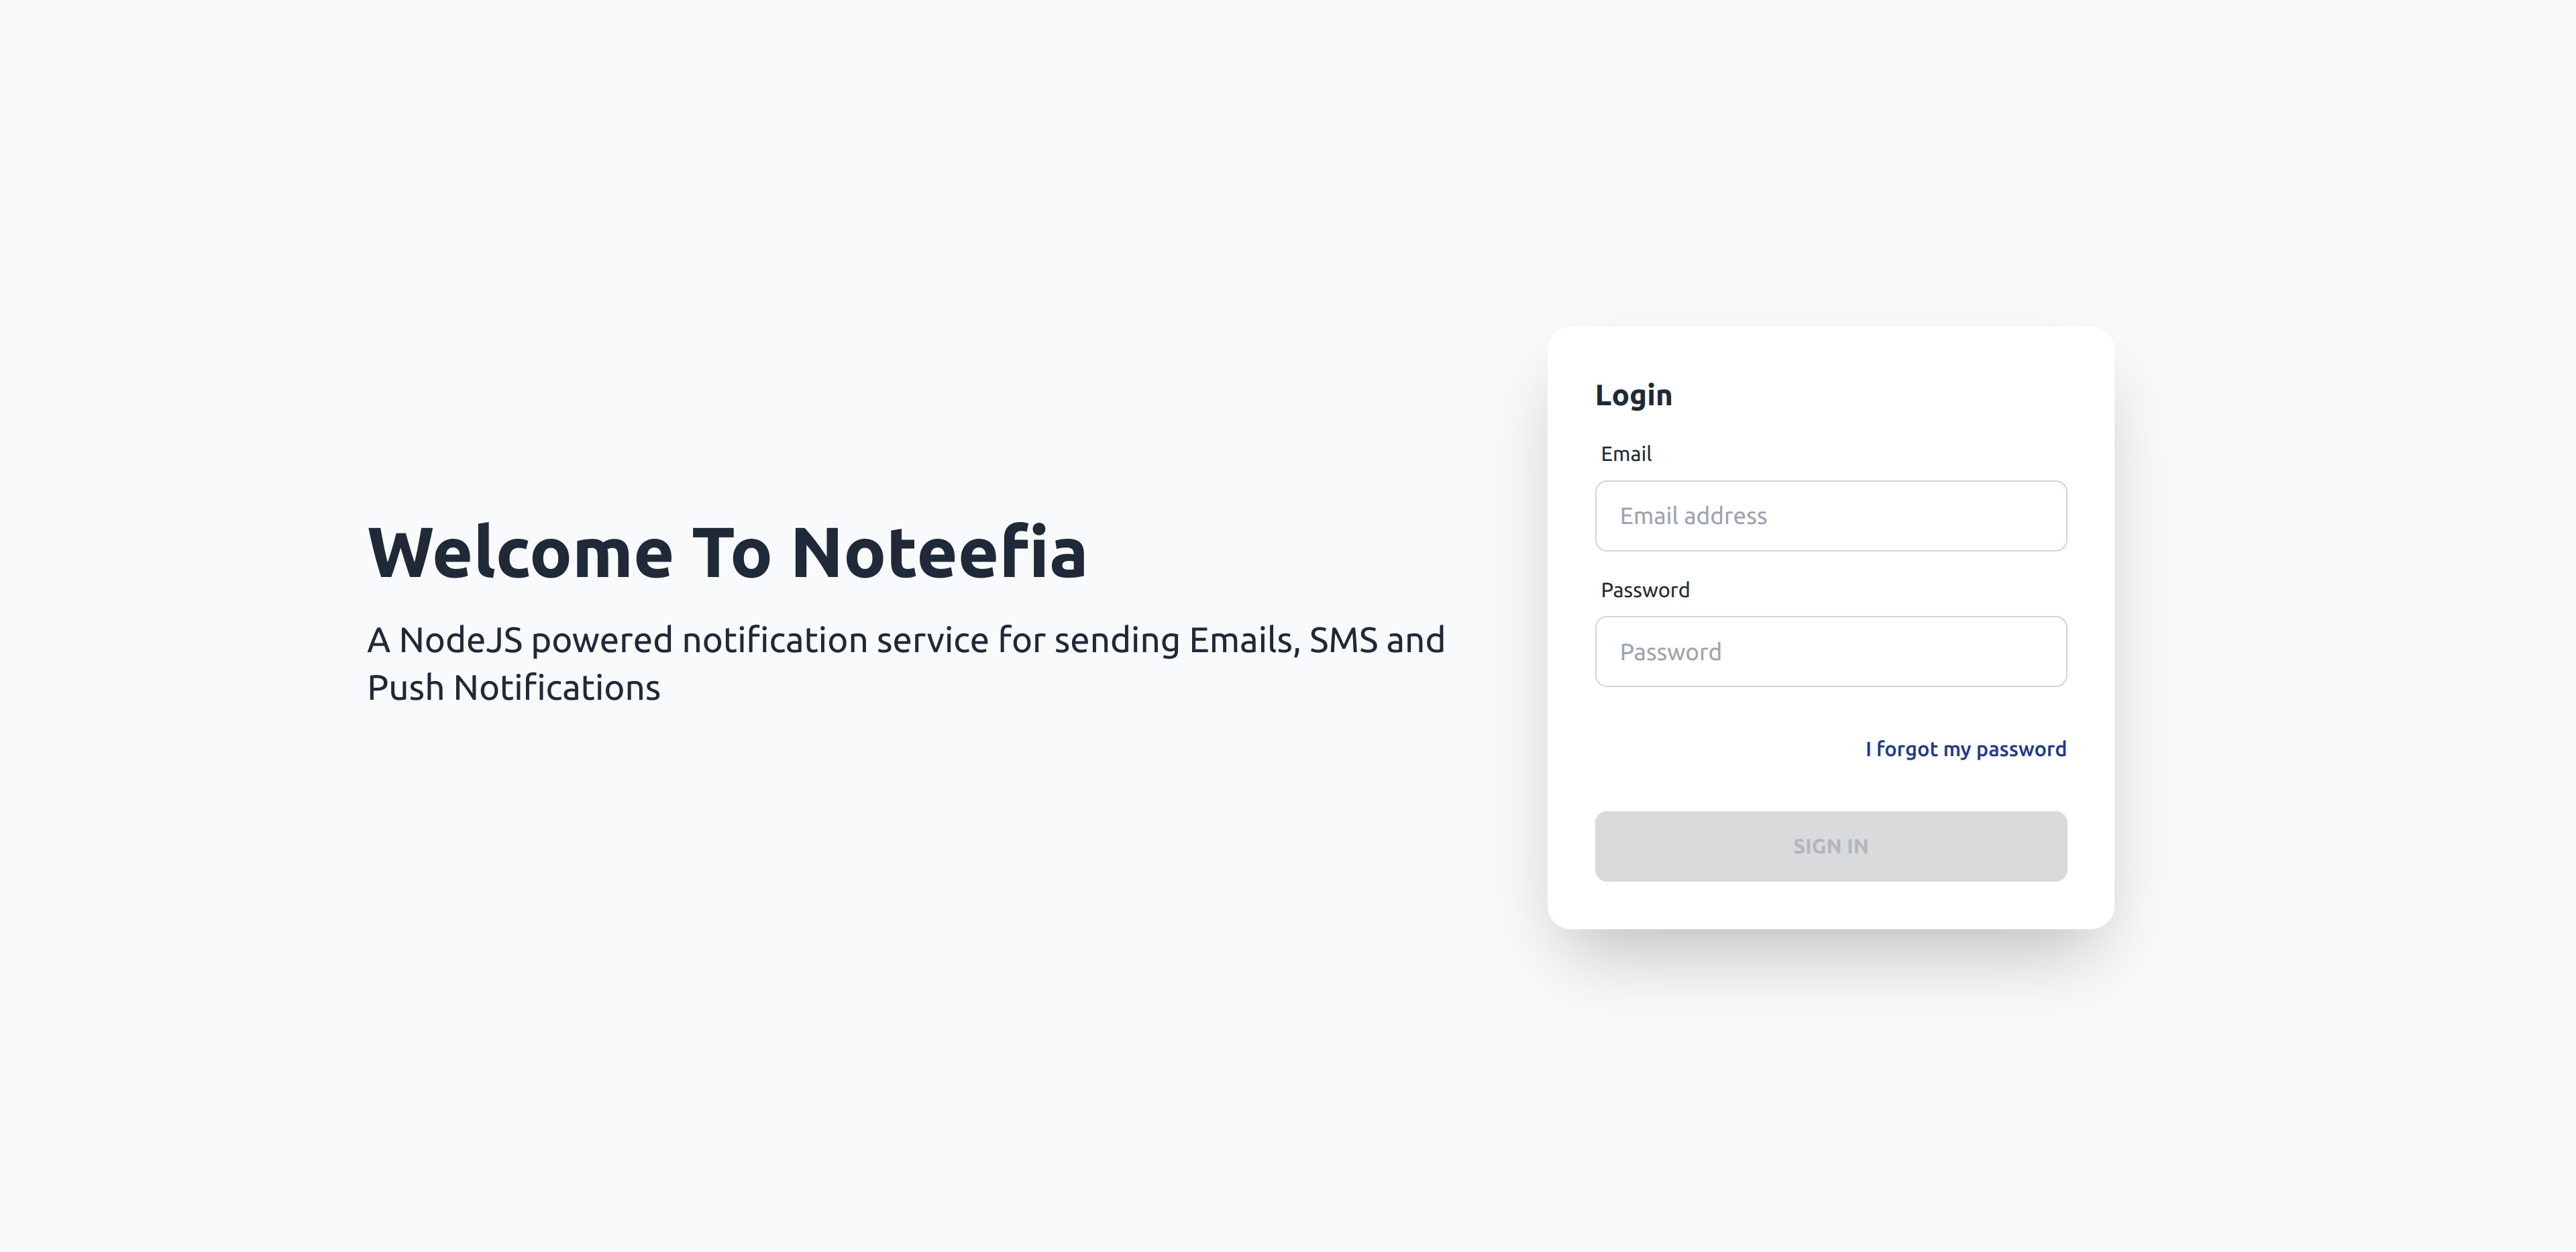 Welcome To Noteefia
A NodeJS powered notification service for sending Emails, SMS and
Push Notifications
Login
Email
Email address
Password
Password
I forgot my password
SIGN IN